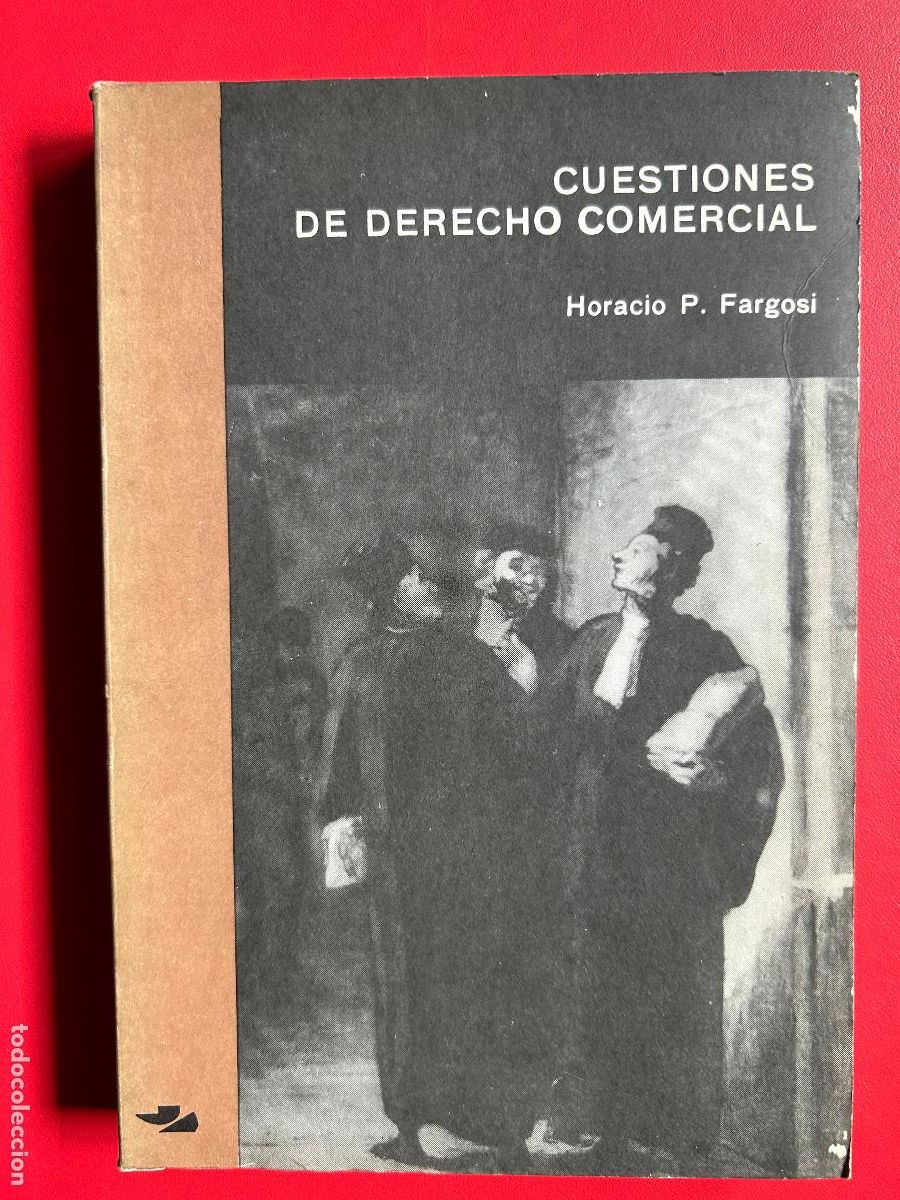 CUESTIONES
DE DERECHO COMERCIAL
Horacio P. Fargosi
todocoleccion